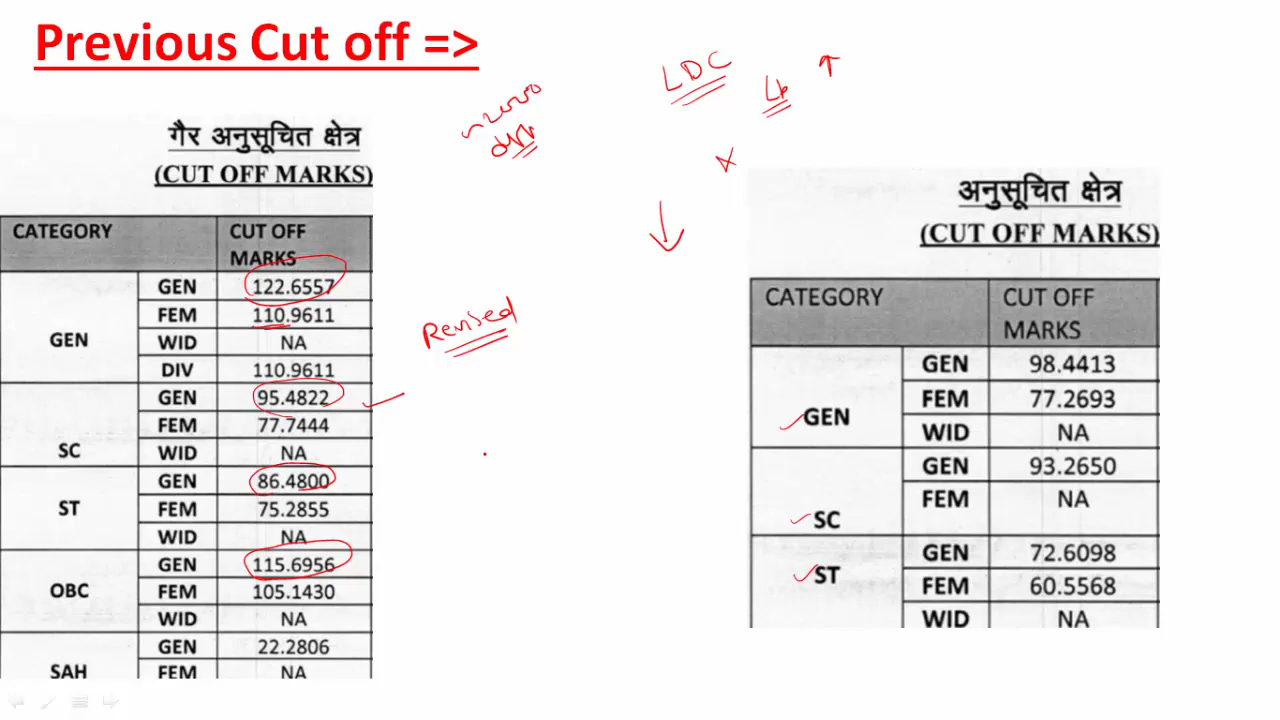 Previous Cut off =>
LDC
गैर अनुसूचित क्षेत्र
(CUT OFF MARKS)
CATEGORY CUT OFF MARKS
GEN GEN 122.6557
FEM 110.9611
WID NA
DIV 110.9611
SC GEN 95.4822
FEM 77.7444
WID NA
ST GEN 86.4800
FEM 75.2855
WID NA
OBC GEN 115.6956
FEM 105.1430
WID NA
SAH GEN 22.2806
FEM NA
Revised
अनुसूचित क्षेत्र
(CUT OFF MARKS)
CATEGORY CUT OFF MARKS
GEN GEN 98.4413
FEM 77.2693
WID NA
SC GEN 93.2650
FEM NA
ST GEN 72.6098
FEM 60.5568
WID NA